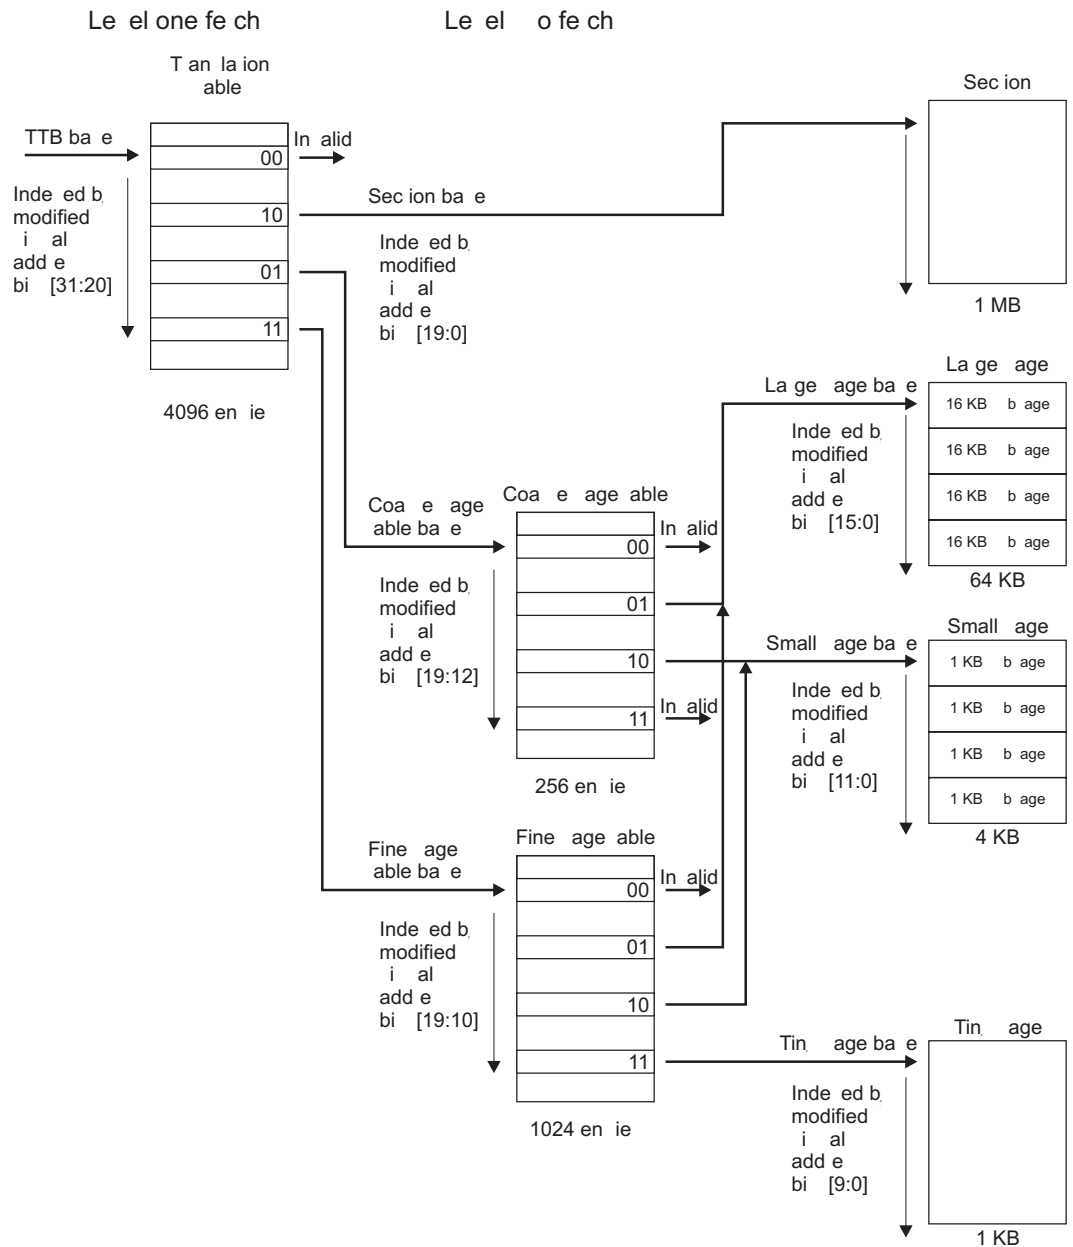 Le el one fe ch
Le el o fe ch
T an la ion
able
TTB ba e
00
In alid
10
01
11
Inde ed b
modified
i al
add e
bi [31:20]
4096 en ie
Sec ion ba e
Inde ed b
modified
i al
add e
bi [19:0]
Sec ion
1 MB
Coa e age
able ba e
Inde ed b
modified
i al
add e
bi [19:12]
Coa e age able
00
In alid
01
10
11
In alid
256 en ie
La ge age ba e
Inde ed b
modified
i al
add e
bi [15:0]
La ge age
16 KB b age
16 KB b age
16 KB b age
16 KB b age
64 KB
Small age ba e
Inde ed b
modified
i al
add e
bi [11:0]
Small age
1 KB b age
1 KB b age
1 KB b age
1 KB b age
4 KB
Fine age
able ba e
Inde ed b
modified
i al
add e
bi [19:10]
Fine age able
00
In alid
01
10
11
1024 en ie
Tin age ba e
Inde ed b
modified
i al
add e
bi [9:0]
Tin age
1 KB